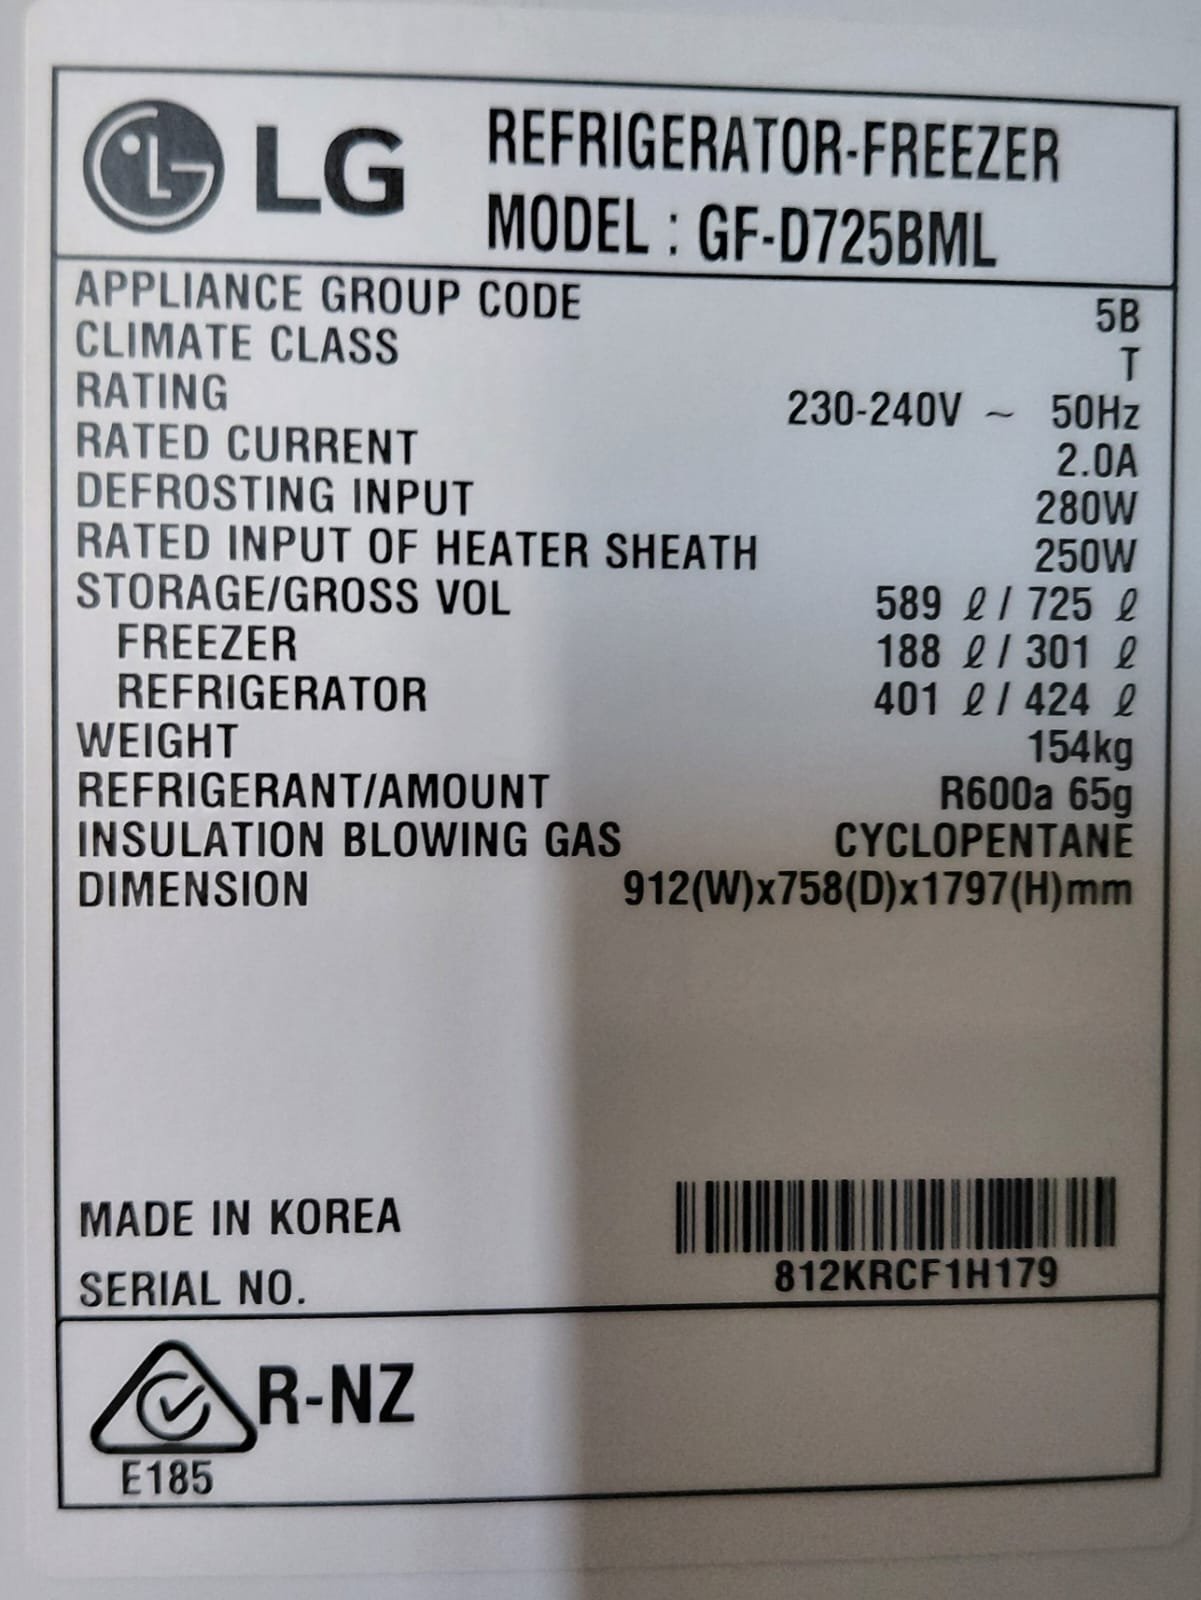 LG REFRIGERATOR-FREEZER
MODEL : GF-D725BML
APPLIANCE GROUP CODE 5B
CLIMATE CLASS T
RATING 230-240V ~ 50Hz
RATED CURRENT 2.0A
DEFROSTING INPUT 280W
RATED INPUT OF HEATER SHEATH 250W
STORAGE/GROSS VOL 589 ℓ / 725 ℓ
FREEZER 188 ℓ / 301 ℓ
REFRIGERATOR 401 ℓ / 424 ℓ
WEIGHT 154kg
REFRIGERANT/AMOUNT R600a 65g
INSULATION BLOWING GAS CYCLOPENTANE
DIMENSION 912(W)x758(D)x1797(H)mm
MADE IN KOREA
SERIAL NO. 812KRCF1H179
R-NZ
E185